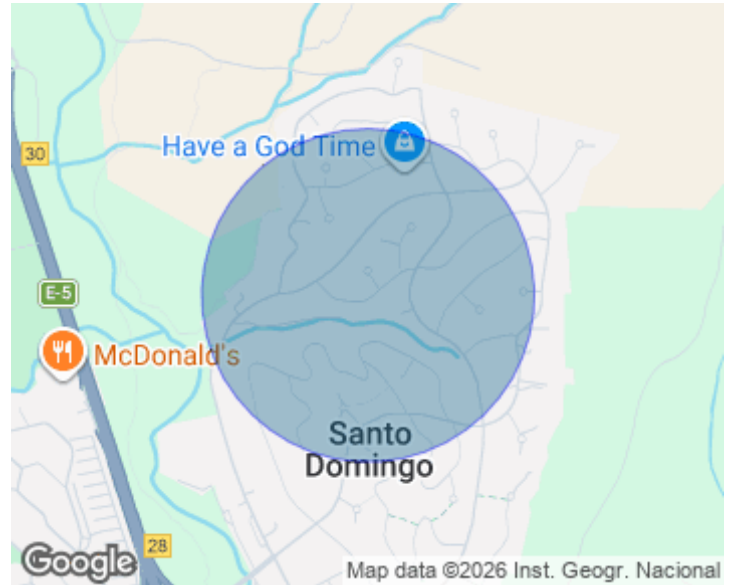 Have a God Time
30
E-5
McDonald's
Santo
Domingo
28
Google
Map data ©2026 Inst. Geogr. Nacional